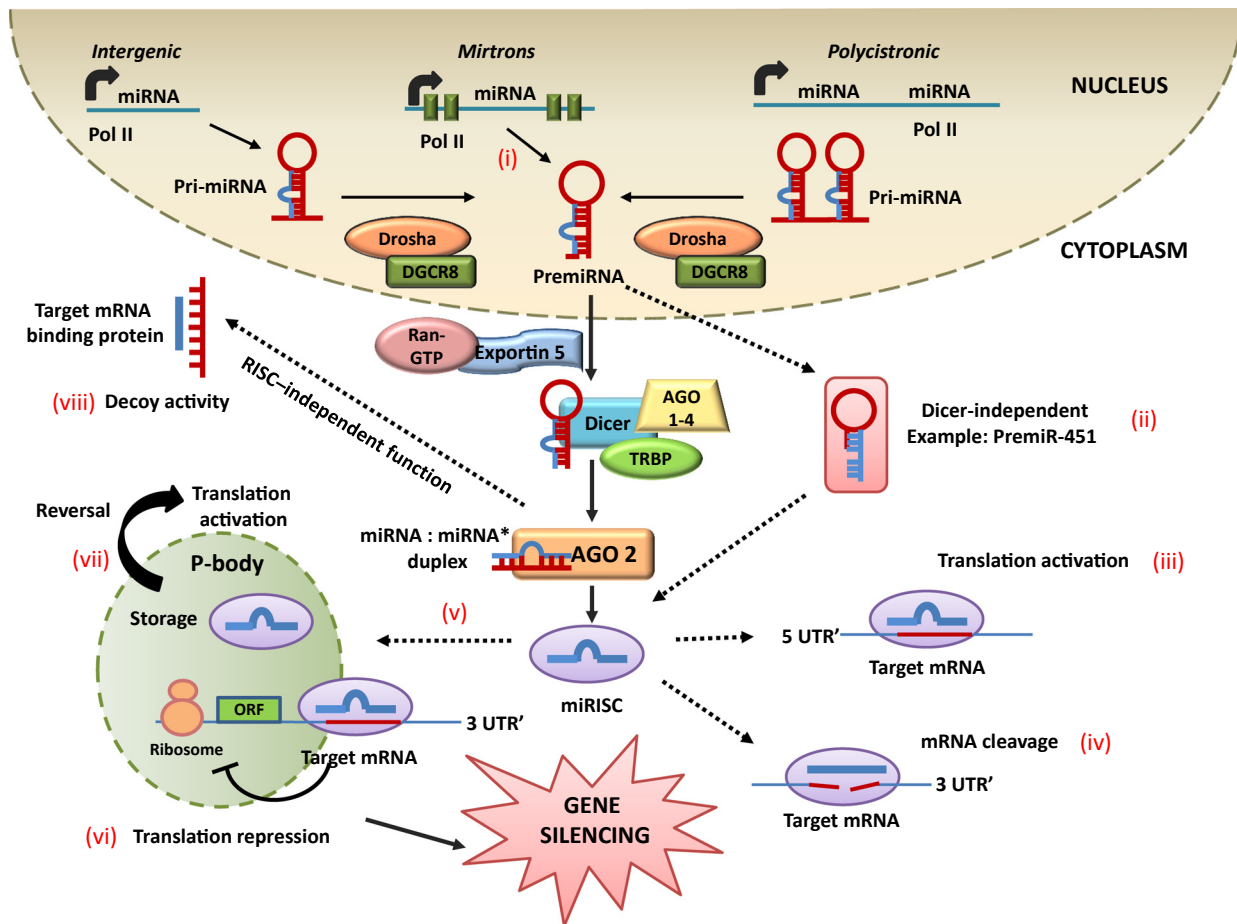 Intergenic
miRNA
Pol II
Mirtrons
miRNA
Pol II
(i)
Polycistronic
miRNA miRNA
Pol II
NUCLEUS
Pri-miRNA
Pri-miRNA
Drosha
DGCR8
PremiRNA
Drosha
DGCR8
CYTOPLASM
Target mRNA
binding protein
(viii) Decoy activity
RISC–independent function
Ran-
GTP
Exportin 5
Dicer
AGO
1-4
TRBP
Dicer-independent
Example: PremiR-451
(ii)
Reversal
(vii)
Translation
activation
P-body
Storage
miRNA : miRNA*
duplex
AGO 2
(v)
miRISC
Translation activation (iii)
5 UTR’
Target mRNA
ORF
Ribosome
Target mRNA
3 UTR’
mRNA cleavage (iv)
3 UTR’
Target mRNA
(vi) Translation repression
GENE
SILENCING